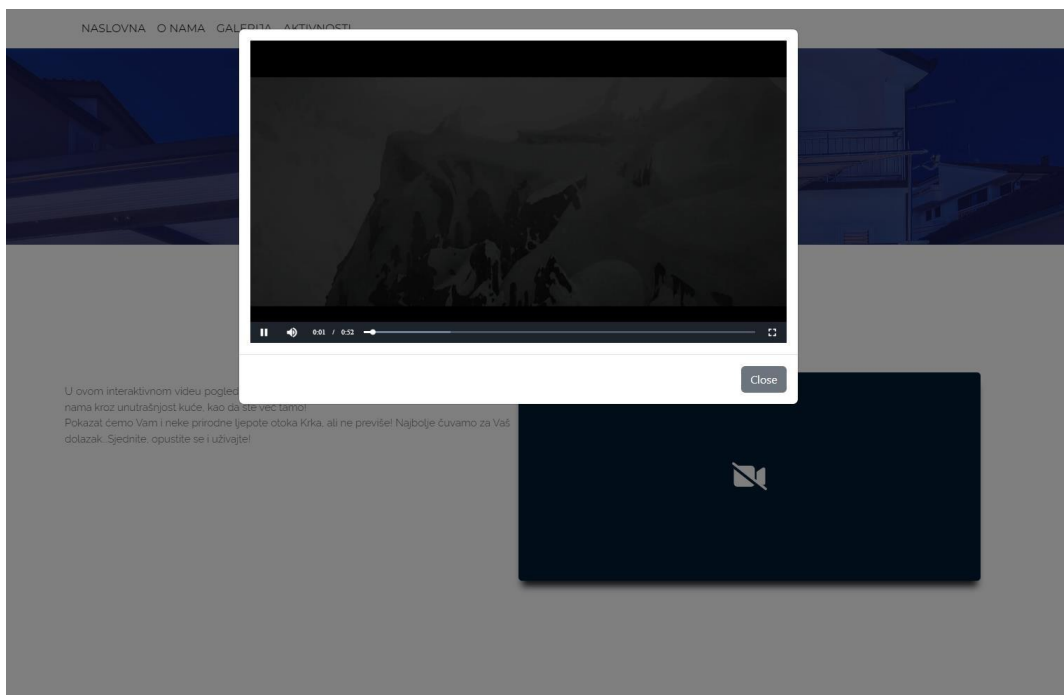 NASLOVNA O NAMA GALERIJA AKTIVNOSTI
0:01 / 0:52
Close
U ovom interaktivnom videu pogled
nama kroz unutrašnjost kuće, kao da ste već tamo!
Pokazat ćemo Vam i neke prirodne ljepote otoka Krka, ali ne previše! Najbolje čuvamo za Vaš
dolazak...Sjednite, opustite se i uživajte!